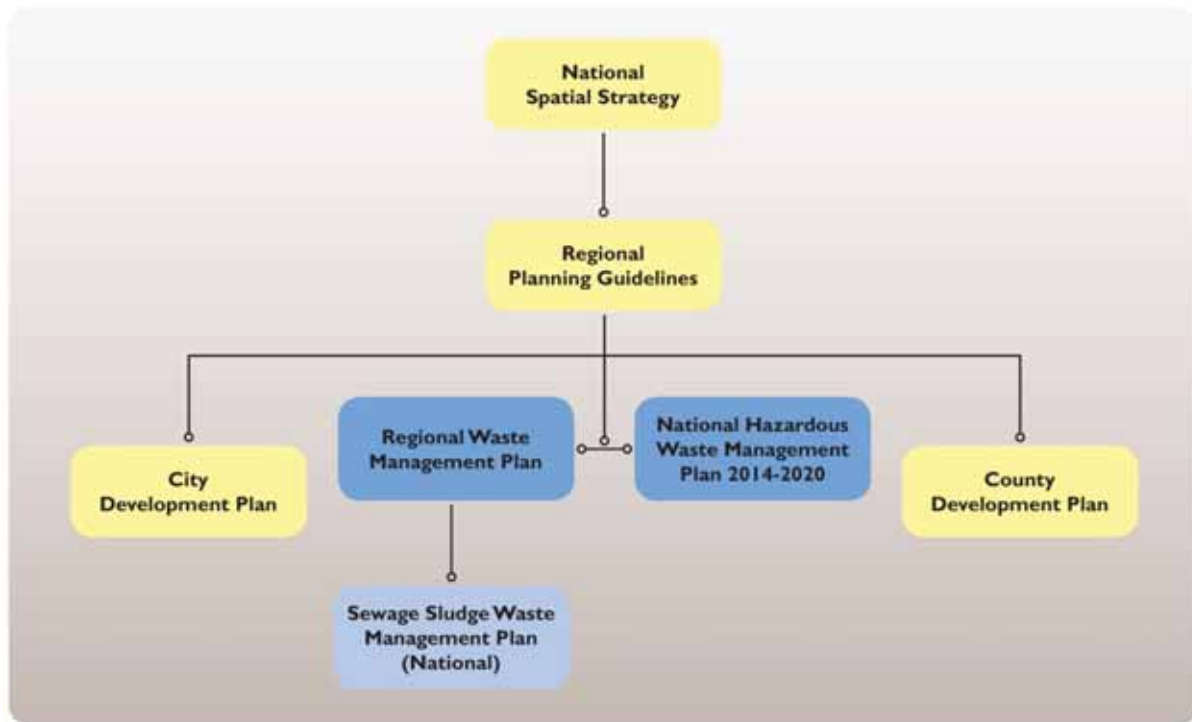 National
Spatial Strategy
Regional
Planning Guidelines
Regional Waste
Management Plan
National Hazardous
Waste Management
Plan 2014-2020
City
Development Plan
County
Development Plan
Sewage Sludge Waste
Management Plan
(National)